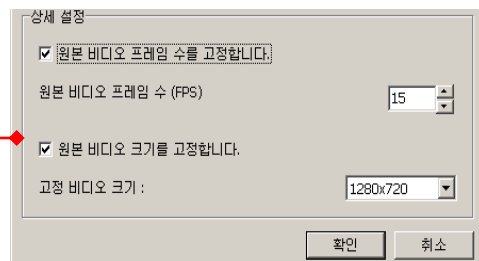 상세 설정
원본 비디오 프레임 수를 고정합니다.
원본 비디오 프레임 수 (FPS)
15
원본 비디오 크기를 고정합니다.
고정 비디오 크기 :
1280x720
확인
취소